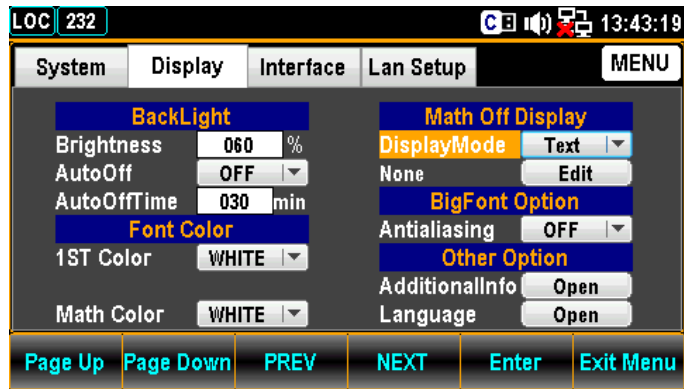 LOC 232 C 13:43:19
System Display Interface Lan Setup MENU
BackLight
Brightness 060 %
AutoOff OFF
AutoOffTime 030 min
Font Color
1ST Color WHITE
Math Color WHITE
Math Off Display
DisplayMode Text
None Edit
BigFont Option
Antialiasing OFF
Other Option
AdditionalInfo Open
Language Open
Page Up Page Down PREV NEXT Enter Exit Menu